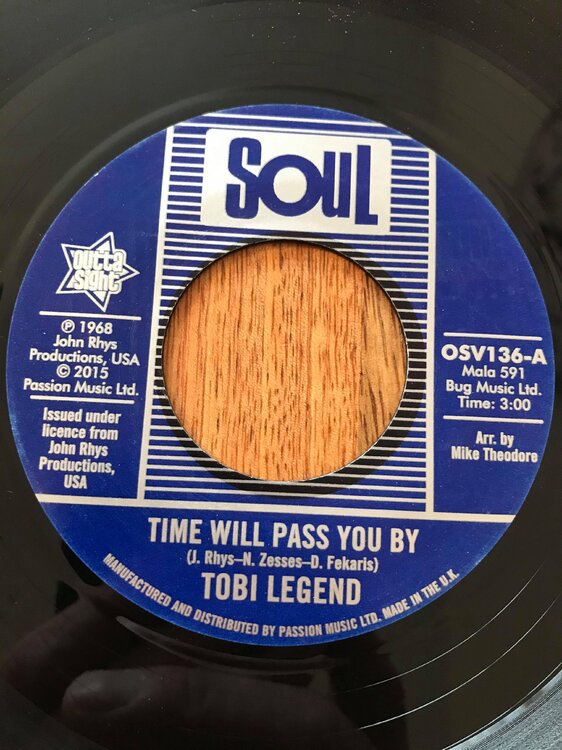 SOUL
outta
sight
℗ 1968
John Rhys
Productions, USA
© 2015
Passion Music Ltd.
Issued under
licence from
John Rhys
Productions,
USA
OSV136-A
Mala 591
Bug Music Ltd.
Time: 3:00
Arr. by
Mike Theodore
TIME WILL PASS YOU BY
(J. Rhys–N. Zesses–D. Fekaris)
TOBI LEGEND
MANUFACTURED AND DISTRIBUTED BY PASSION MUSIC LTD. MADE IN THE U.K.